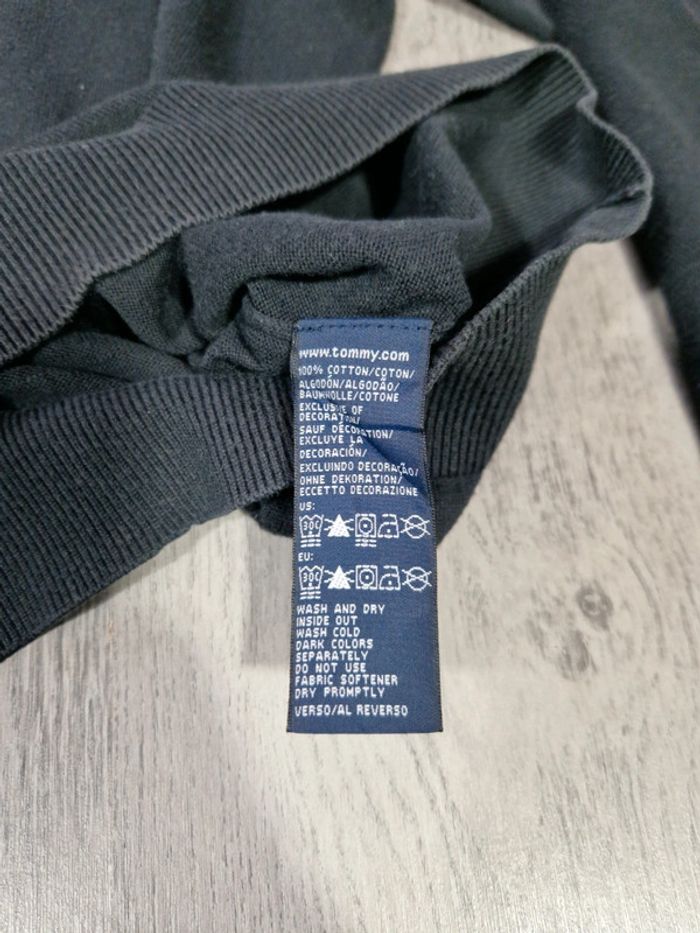 www.tommy.com
100% COTTON/COTON/
ALGODÓN/ALGODÃO/
BAUMWOLLE/COTONE
EXCLUSIVE OF
DECORATION/
SAUF DÉCORATION/
EXCLUYE LA
DECORACIÓN/
EXCLUINDO DECORAÇÃO/
OHNE DEKORATION/
ECCETTO DECORAZIONE
US:
30C
EU:
30C
WASH AND DRY
INSIDE OUT
WASH COLD
DARK COLORS
SEPARATELY
DO NOT USE
FABRIC SOFTENER
DRY PROMPTLY
VERSO/AL REVERSO